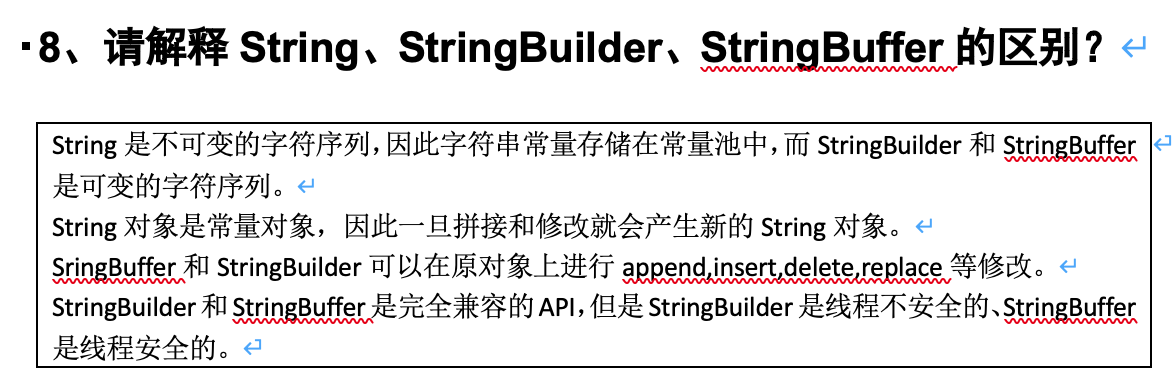 8、请解释 String、StringBuilder、StringBuffer 的区别？
String 是不可变的字符序列，因此字符串常量存储在常量池中，而 StringBuilder 和 StringBuffer
是可变的字符序列。
String 对象是常量对象，因此一旦拼接和修改就会产生新的 String 对象。
SringBuffer 和 StringBuilder 可以在原对象上进行 append,insert,delete,replace 等修改。
StringBuilder 和 StringBuffer 是完全兼容的 API，但是 StringBuilder 是线程不安全的、StringBuffer
是线程安全的。